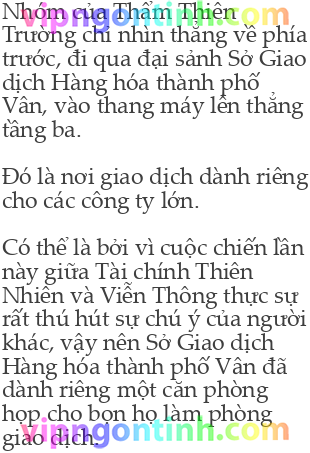 vipngontinh.com
Nhóm của Thẩm Thiên
Trường chỉ nhìn thẳng về phía
trước, đi qua đại sảnh Sở Giao
dịch Hàng hóa thành phố
Vân, vào thang máy lên thẳng
tầng ba.
Đó là nơi giao dịch dành riêng
cho các công ty lớn.
Có thể là bởi vì cuộc chiến lần
này giữa Tài chính Thiên
Nhiên và Viễn Thông thực sự
rất thú hút sự chú ý của người
khác, vậy nên Sở Giao dịch
Hàng hóa thành phố Vân đã
dành riêng một căn phòng
họp cho bọn họ làm phòng
giao dịch.
vipngontinh.com